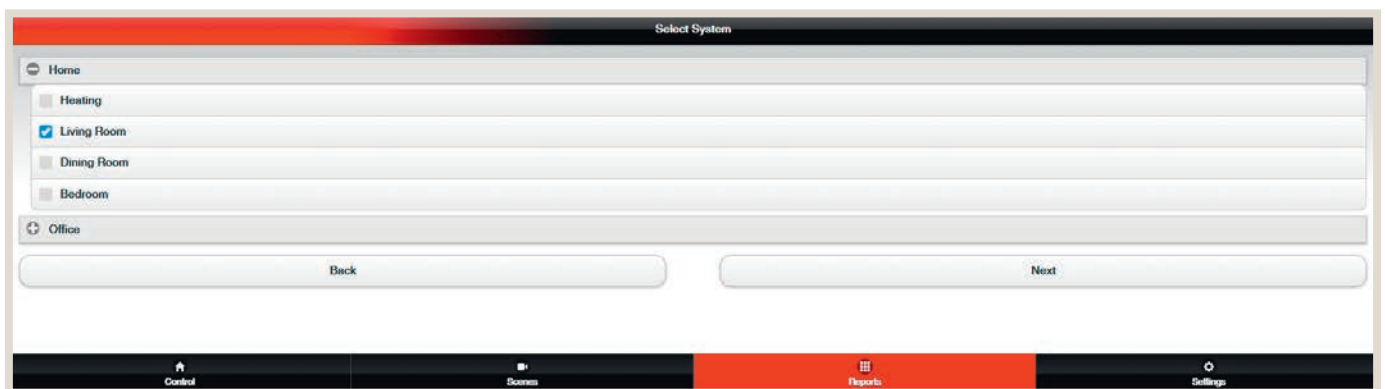 Select System
Home
Heating
Living Room
Dining Room
Bedroom
Office
Back Next
Control Scenes Reports Settings